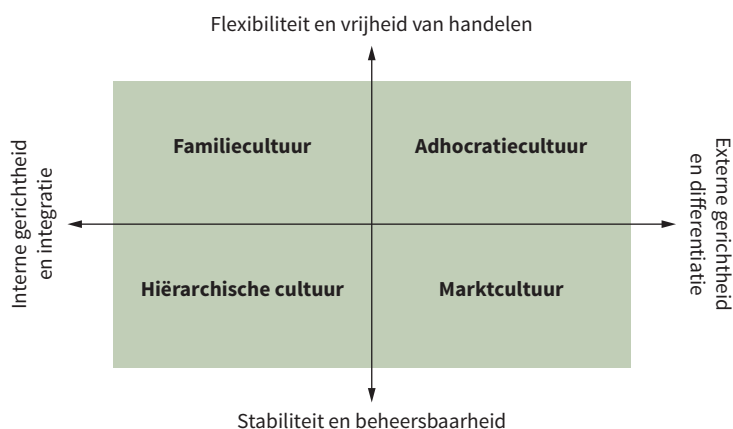 Flexibiliteit en vrijheid van handelen
Familiecultuur
Adhocratiecultuur
Interne gerichtheid
en integratie
Externe gerichtheid
en differentiatie
Hiërarchische cultuur
Marktcultuur
Stabiliteit en beheersbaarheid